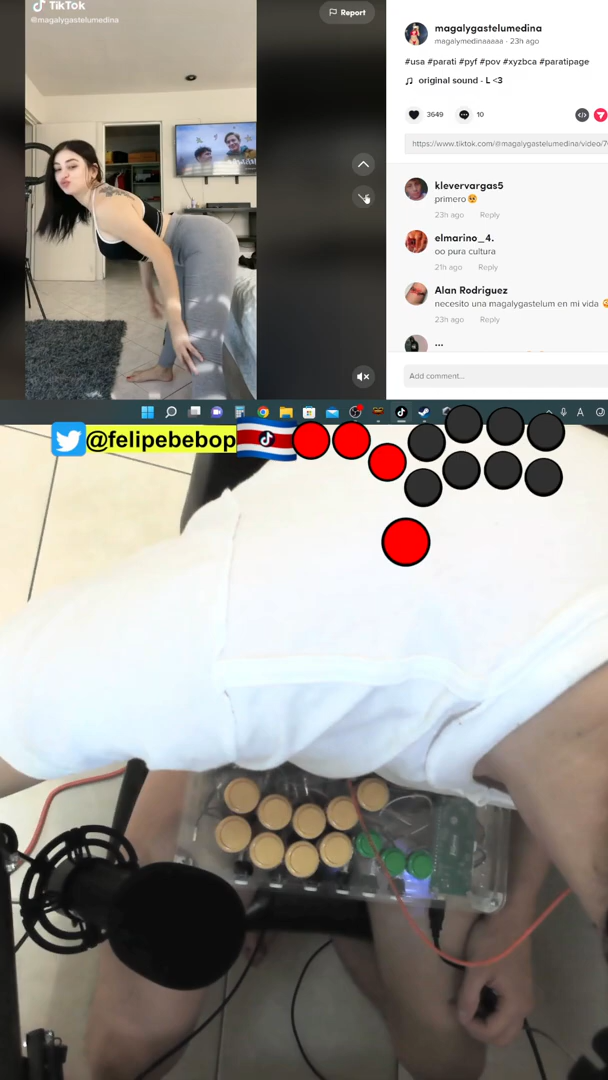 TikTok
@magalygastelumedina
Report
magalygastelumedina
magalymedinaaaaa · 23h ago
#usa #parati #pyf #pov #xyzbca #paratipage
original sound - L <3
3649
10
https://www.tiktok.com/@magalygastelumedina/video/7
klevervargas5
primero
23h ago Reply
elmarino_4.
oo pura cultura
21h ago Reply
Alan Rodriguez
necesito una magalygastelum en mi vida
23h ago Reply
...
Add comment...
@felipebebop